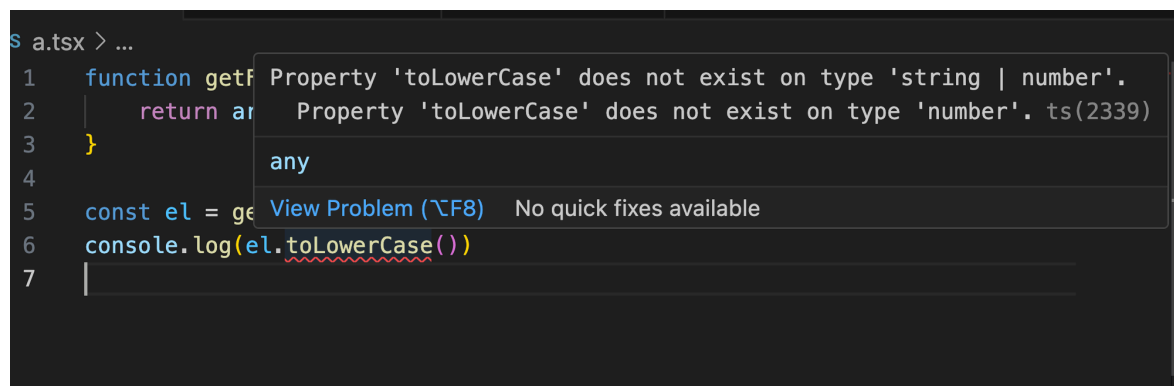 S a.tsx > ...
1 function getF
2 return ar
3 }
4
5 const el = ge
6 console.log(el.toLowerCase())
7
Property 'toLowerCase' does not exist on type 'string | number'.
Property 'toLowerCase' does not exist on type 'number'. ts(2339)
any
View Problem (⌥F8) No quick fixes available